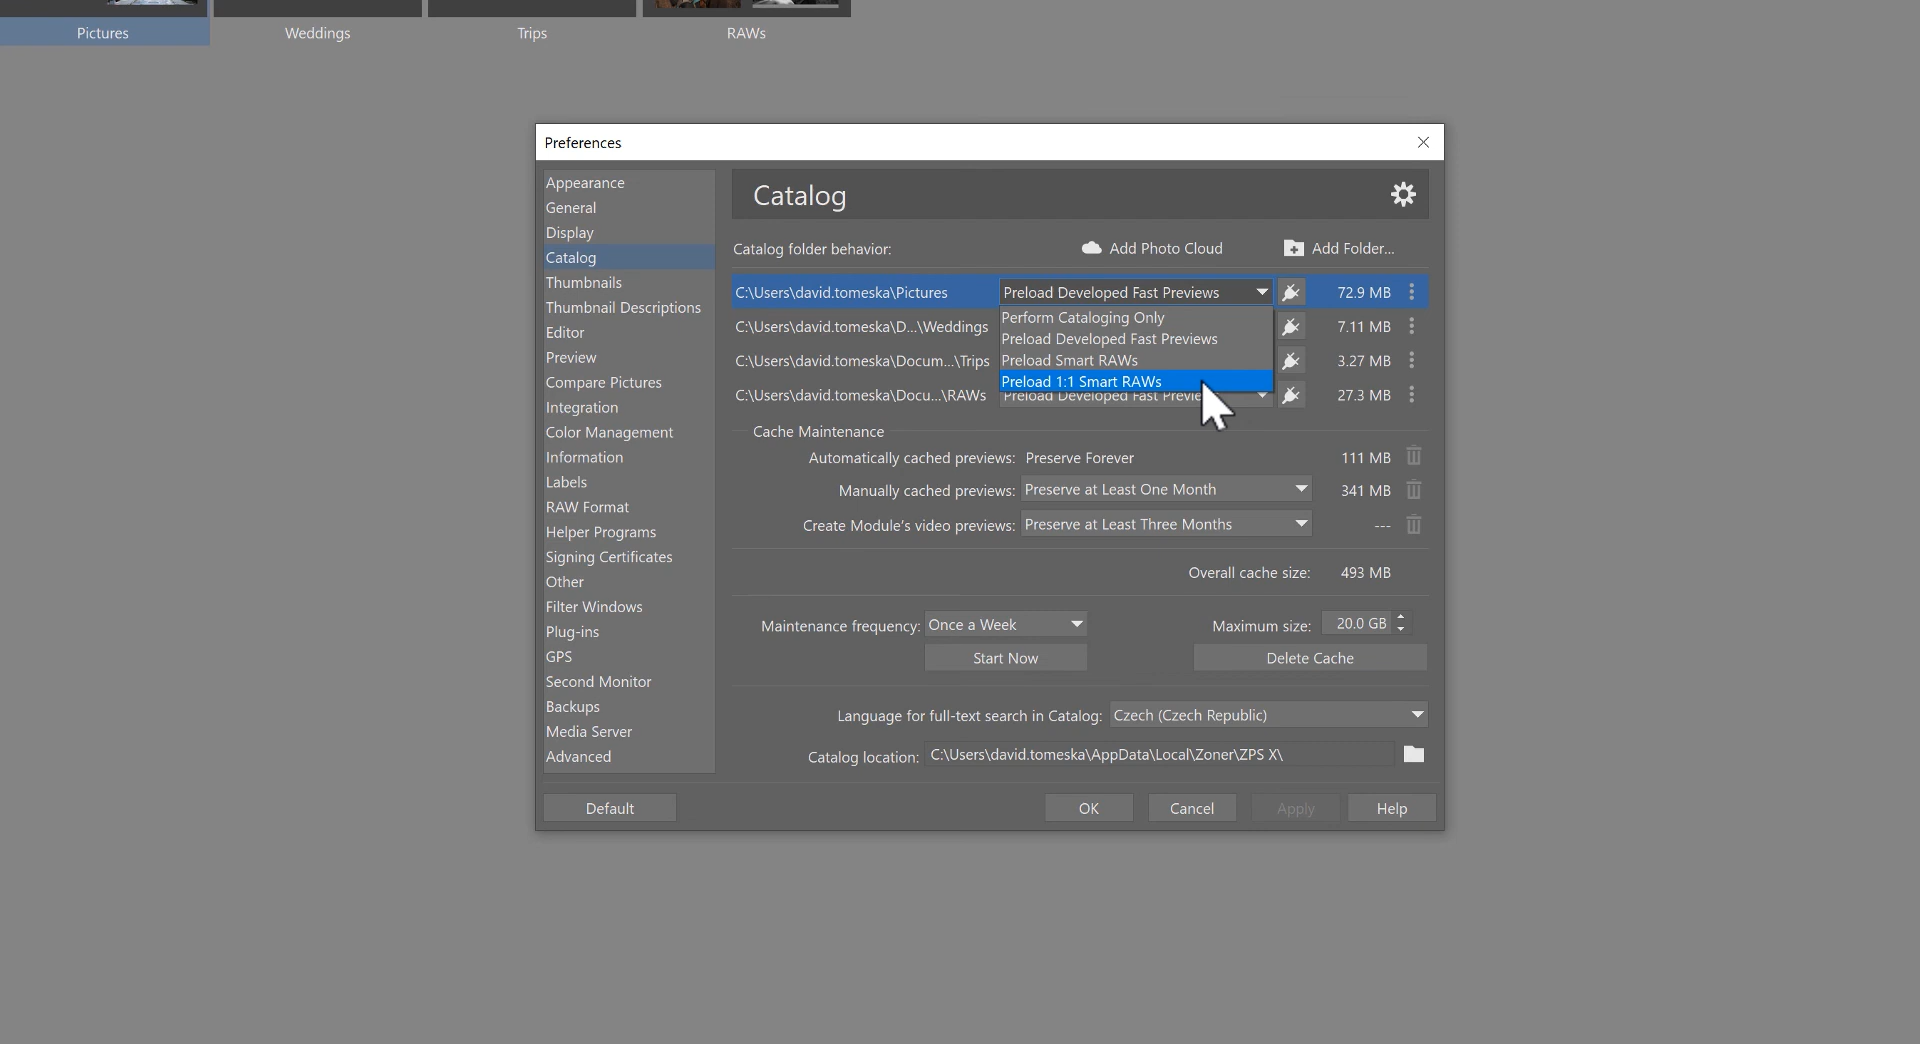 Pictures
Weddings
Trips
RAWs
Preferences
Appearance
General
Display
Catalog
Thumbnails
Thumbnail Descriptions
Editor
Preview
Compare Pictures
Integration
Color Management
Information
Labels
RAW Format
Helper Programs
Signing Certificates
Other
Filter Windows
Plug-ins
GPS
Second Monitor
Backups
Media Server
Advanced
Default
Catalog
Catalog folder behavior:
Add Photo Cloud
Add Folder...
C:\Users\david.tomeska\Pictures
Preload Developed Fast Previews
72.9 MB
Perform Cataloging Only
Preload Developed Fast Previews
Preload Smart RAWs
Preload 1:1 Smart RAWs
C:\Users\david.tomeska\D...\Weddings
7.11 MB
C:\Users\david.tomeska\Docum...\Trips
3.27 MB
C:\Users\david.tomeska\Docu...\RAWs
Preload Developed Fast Previe
27.3 MB
Cache Maintenance
Automatically cached previews: Preserve Forever 111 MB
Manually cached previews: Preserve at Least One Month 341 MB
Create Module's video previews: Preserve at Least Three Months ---
Overall cache size: 493 MB
Maintenance frequency: Once a Week
Maximum size: 20.0 GB
Start Now
Delete Cache
Language for full-text search in Catalog: Czech (Czech Republic)
Catalog location: C:\Users\david.tomeska\AppData\Local\Zoner\ZPS X\
OK
Cancel
Apply
Help